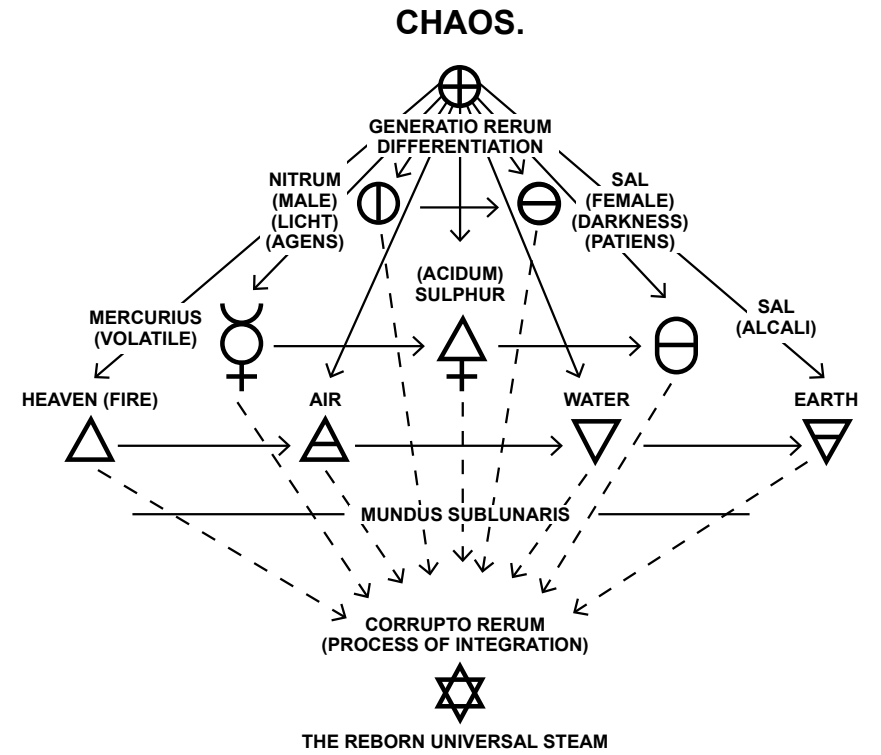 CHAOS.
GENERATIO RERUM
DIFFERENTIATION
NITRUM
(MALE)
(LICHT)
(AGENS)
SAL
(FEMALE)
(DARKNESS)
(PATIENS)
(ACIDUM)
SULPHUR
MERCURIUS
(VOLATILE)
SAL
(ALCALI)
HEAVEN (FIRE)
AIR
WATER
EARTH
MUNDUS SUBLUNARIS
CORRUPTO RERUM
(PROCESS OF INTEGRATION)
THE REBORN UNIVERSAL STEAM